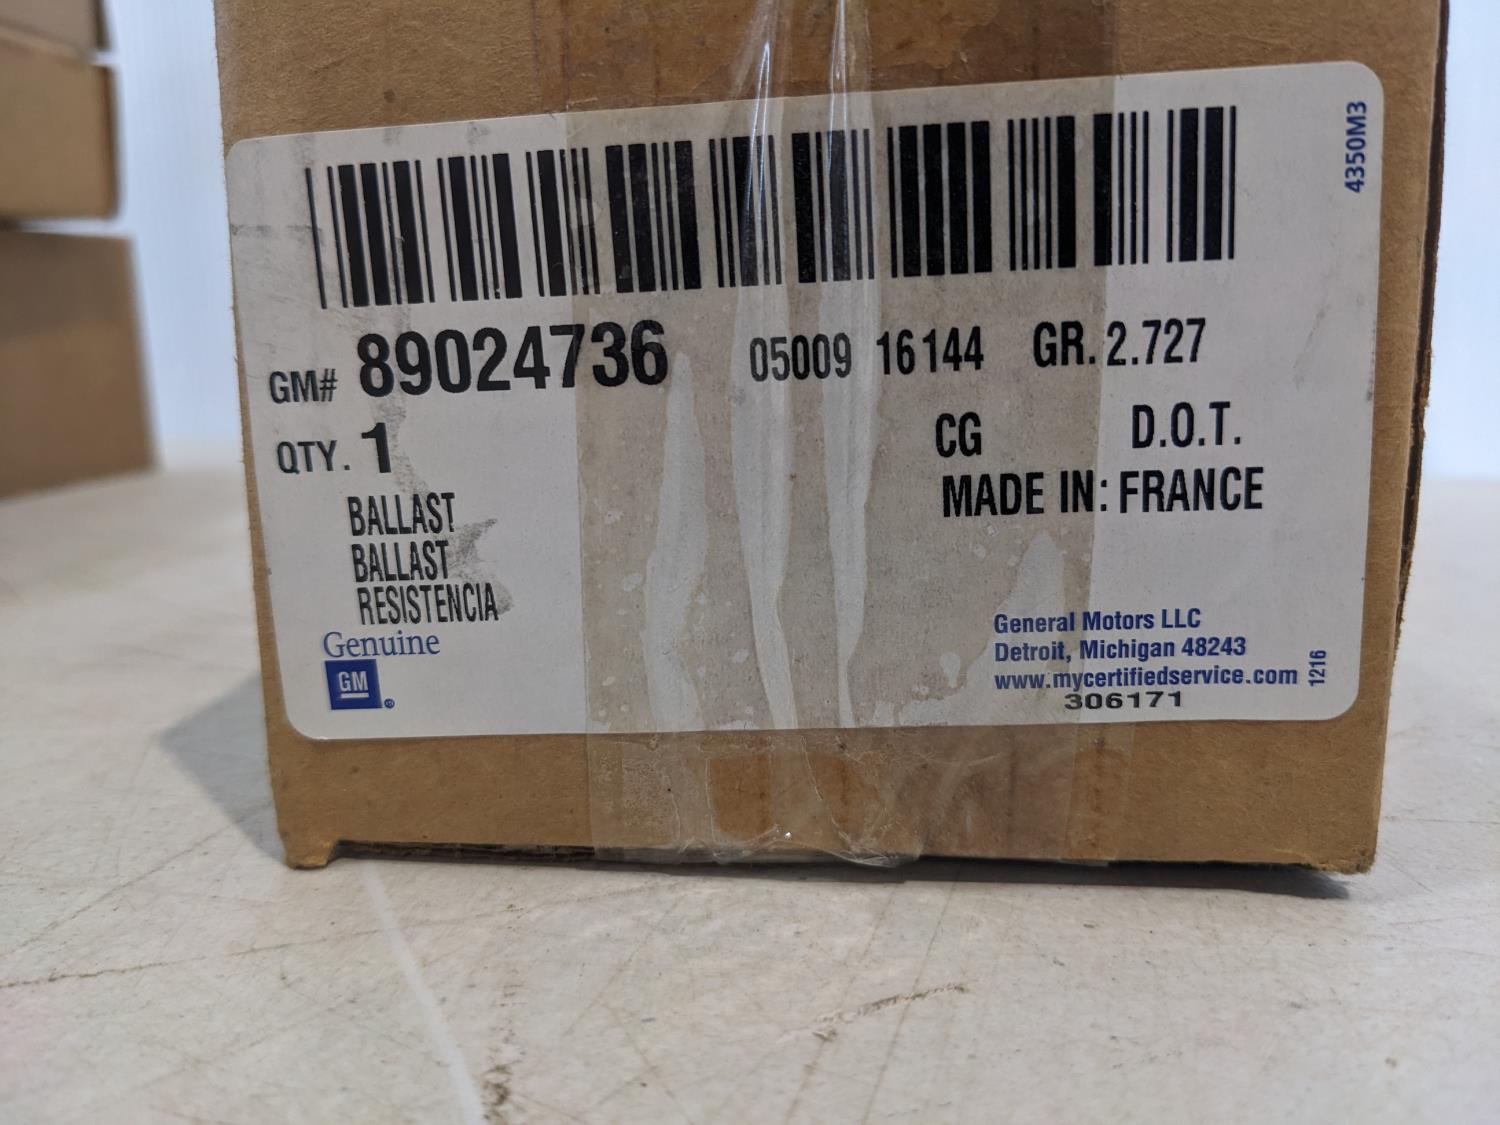 4350M3
GM# 89024736 05009 16144 GR. 2.727
QTY. 1 CG D.O.T.
MADE IN: FRANCE
BALLAST
BALLAST
RESISTENCIA
Genuine
GM®
General Motors LLC
Detroit, Michigan 48243
www.mycertifiedservice.com
306171
1216